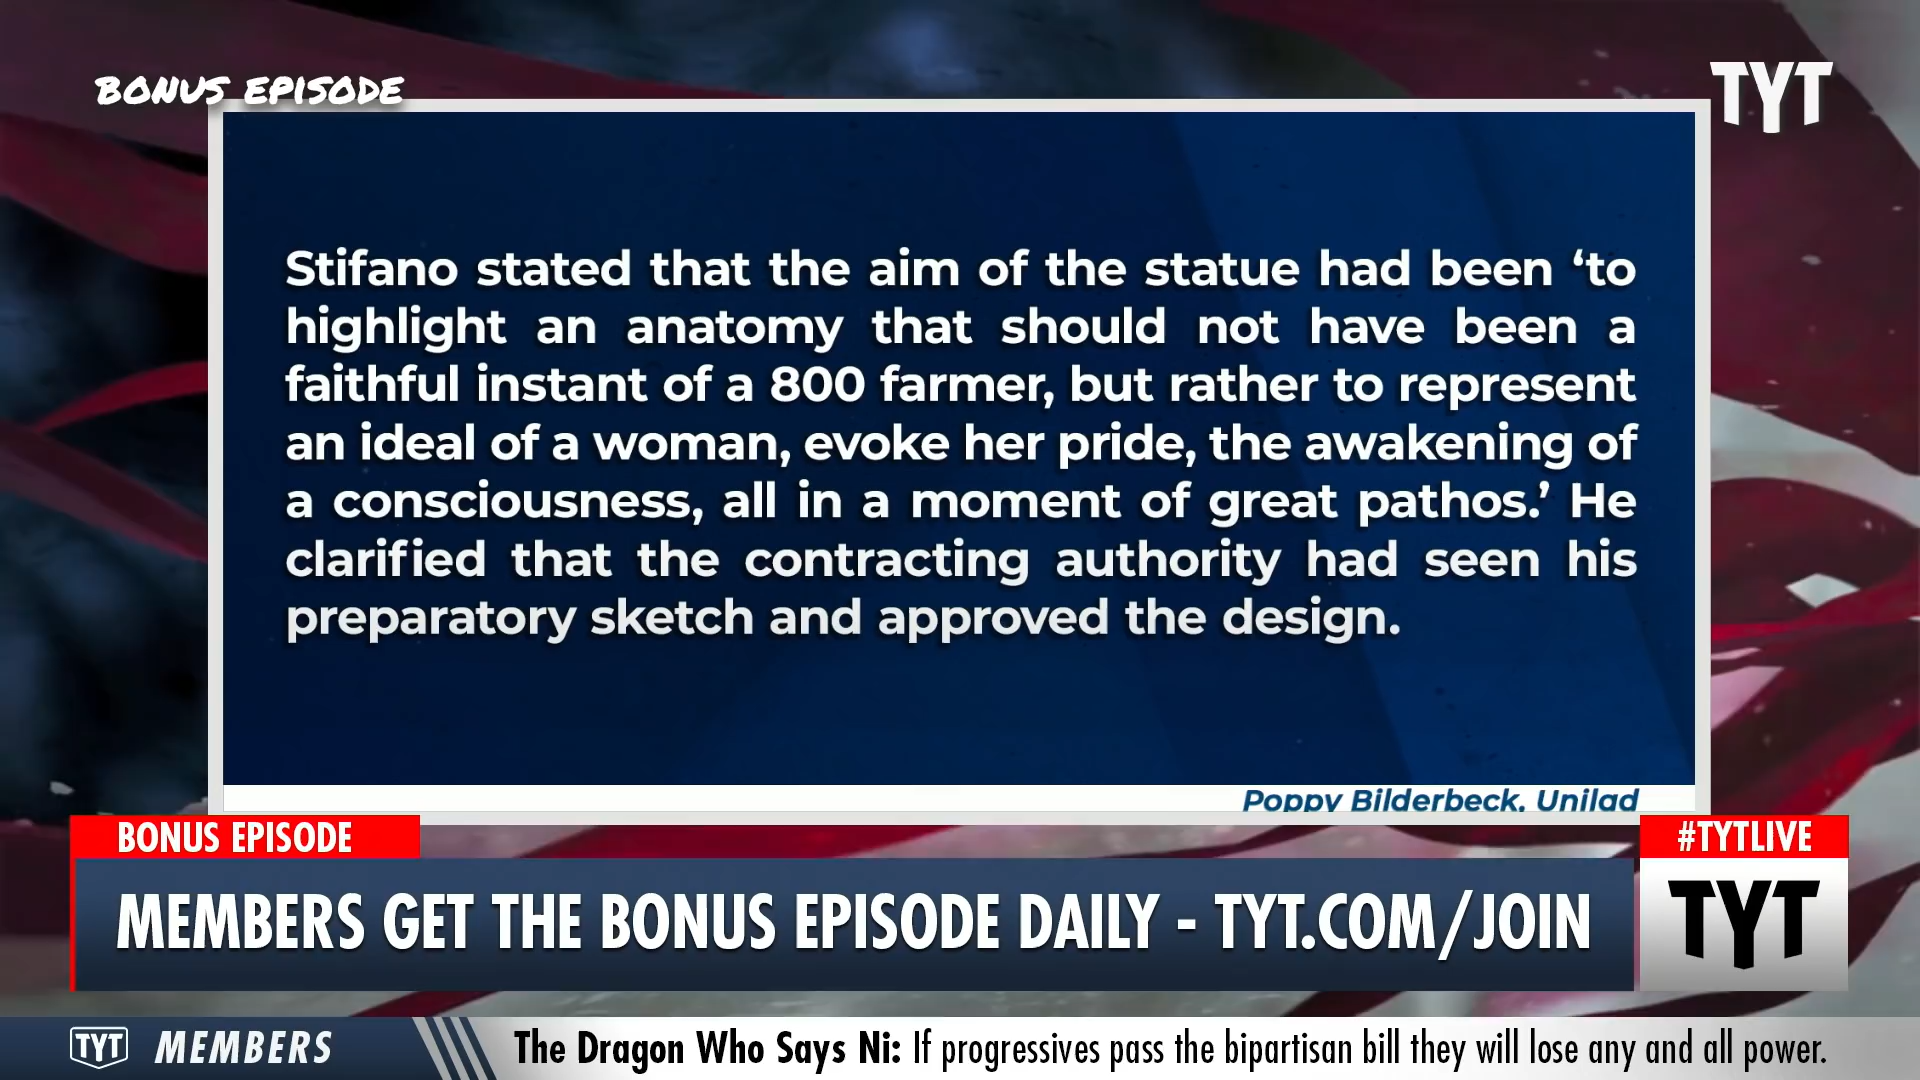 BONUS EPISODE
TYT
Stifano stated that the aim of the statue had been ‘to
highlight an anatomy that should not have been a
faithful instant of a 800 farmer, but rather to represent
an ideal of a woman, evoke her pride, the awakening of
a consciousness, all in a moment of great pathos.’ He
clarified that the contracting authority had seen his
preparatory sketch and approved the design.
Poppy Bilderbeck, Unilad
BONUS EPISODE
#TYTLIVE
MEMBERS GET THE BONUS EPISODE DAILY - TYT.COM/JOIN
TYT
TYT MEMBERS
The Dragon Who Says Ni: If progressives pass the bipartisan bill they will lose any and all power.